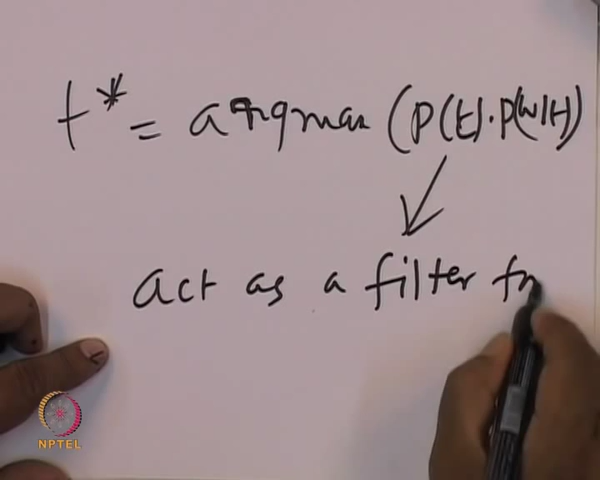 t* = argmax (P(t).P(w|t))
act as a filter
NPTEL